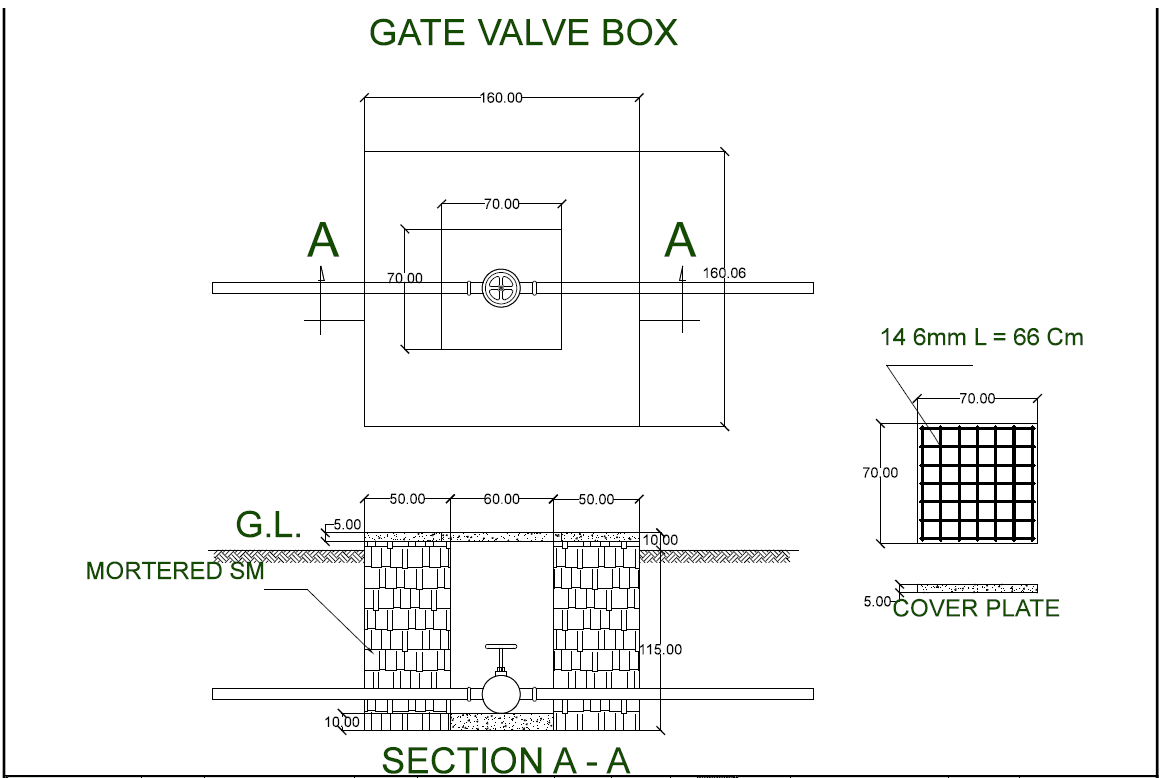 GATE VALVE BOX
160.00
70.00
A
A
70.00
160.06
14 6mm L = 66 Cm
70.00
70.00
50.00
60.00
50.00
G.L.
5.00
10.00
MORTERED SM
5.00
COVER PLATE
115.00
10.00
SECTION A - A